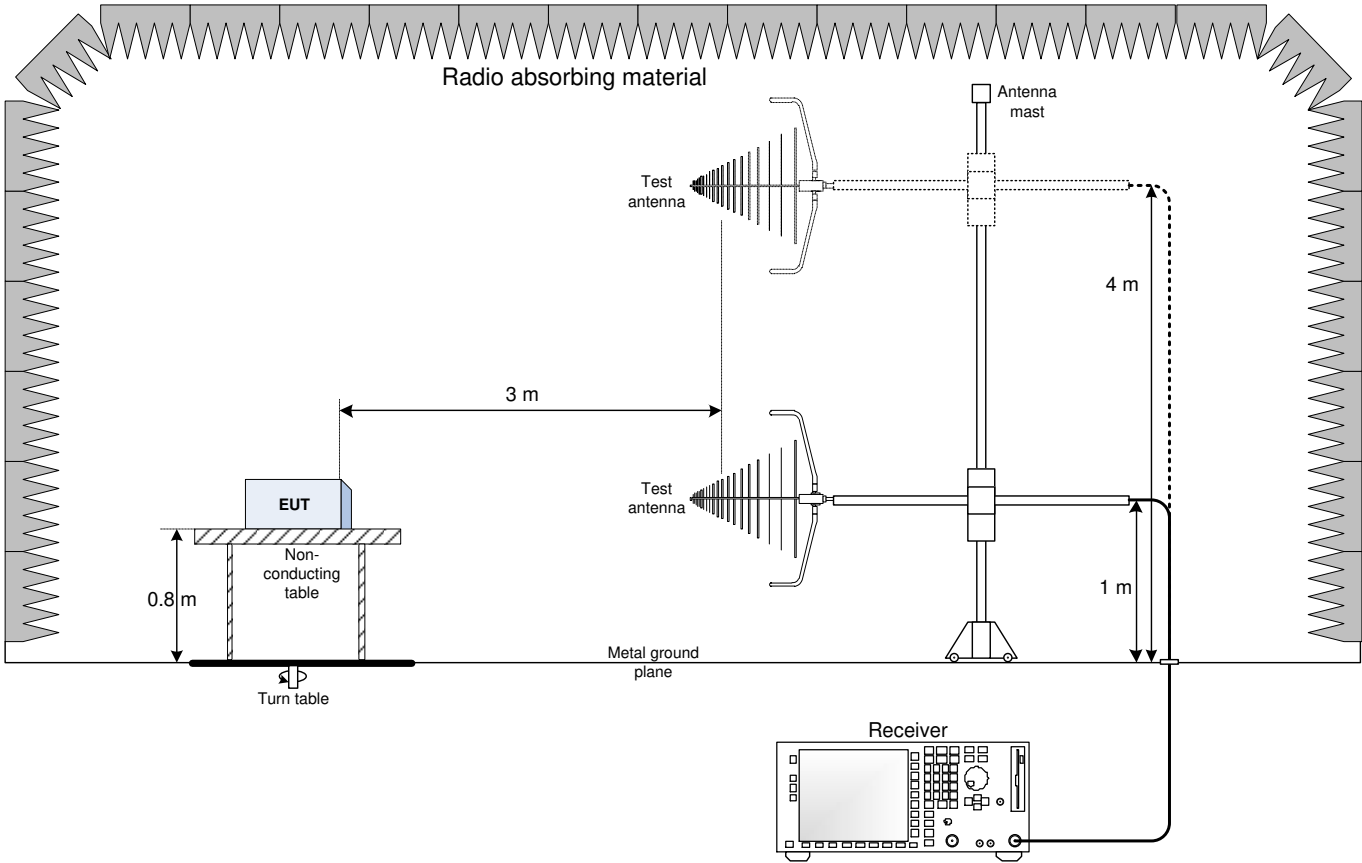 Radio absorbing material
Antenna
mast
Test
antenna
4 m
3 m
Test
antenna
EUT
Non-
conducting
table
0.8 m
1 m
Metal ground
plane
Turn table
Receiver